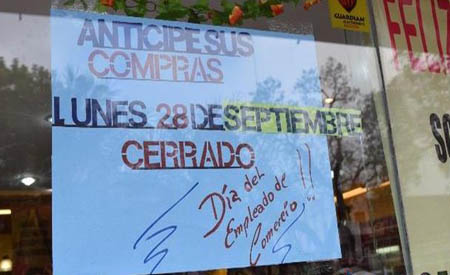 GUARDIAN
ANTICIPE SUS
COMPRAS
LUNES 28 DE SEPTIEMBRE
CERRADO
Día del
Empleado de
Comercio!!
FELIZ